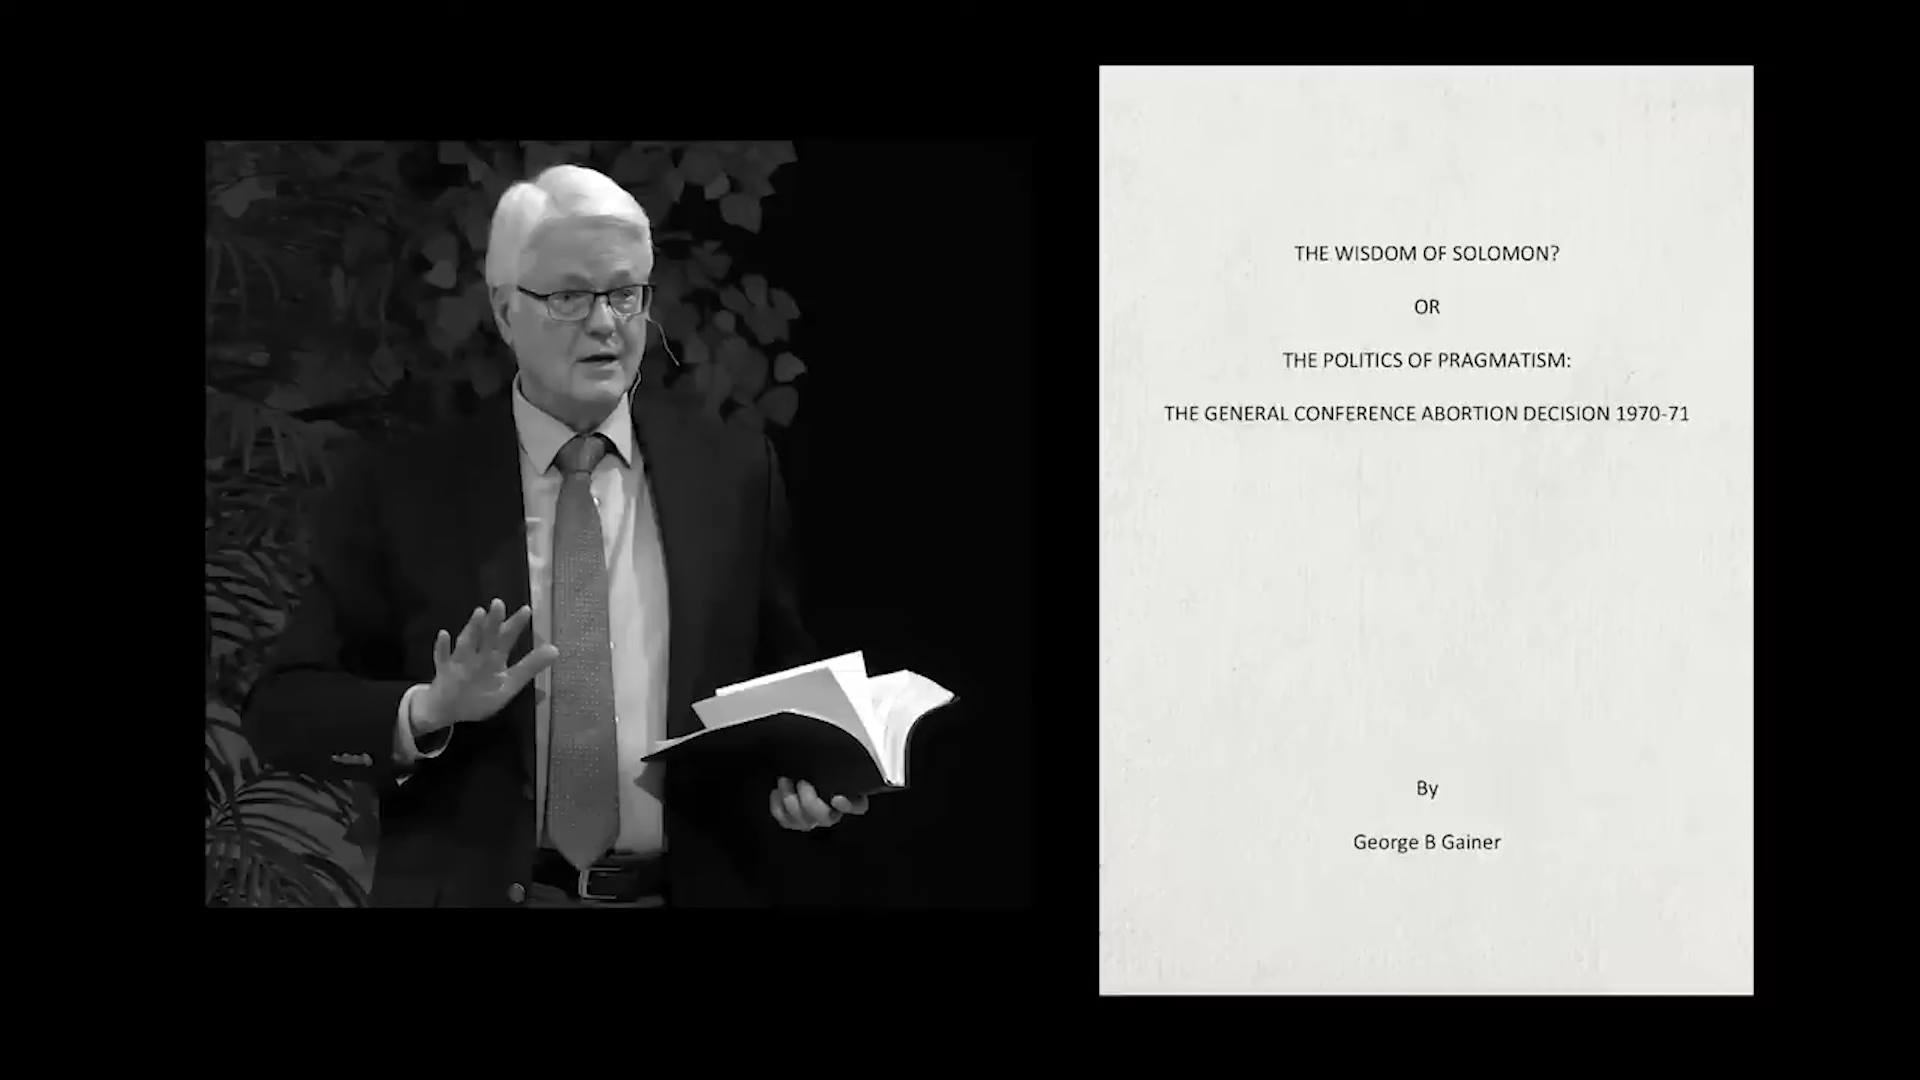 THE WISDOM OF SOLOMON?
OR
THE POLITICS OF PRAGMATISM:
THE GENERAL CONFERENCE ABORTION DECISION 1970-71
By
George B Gainer